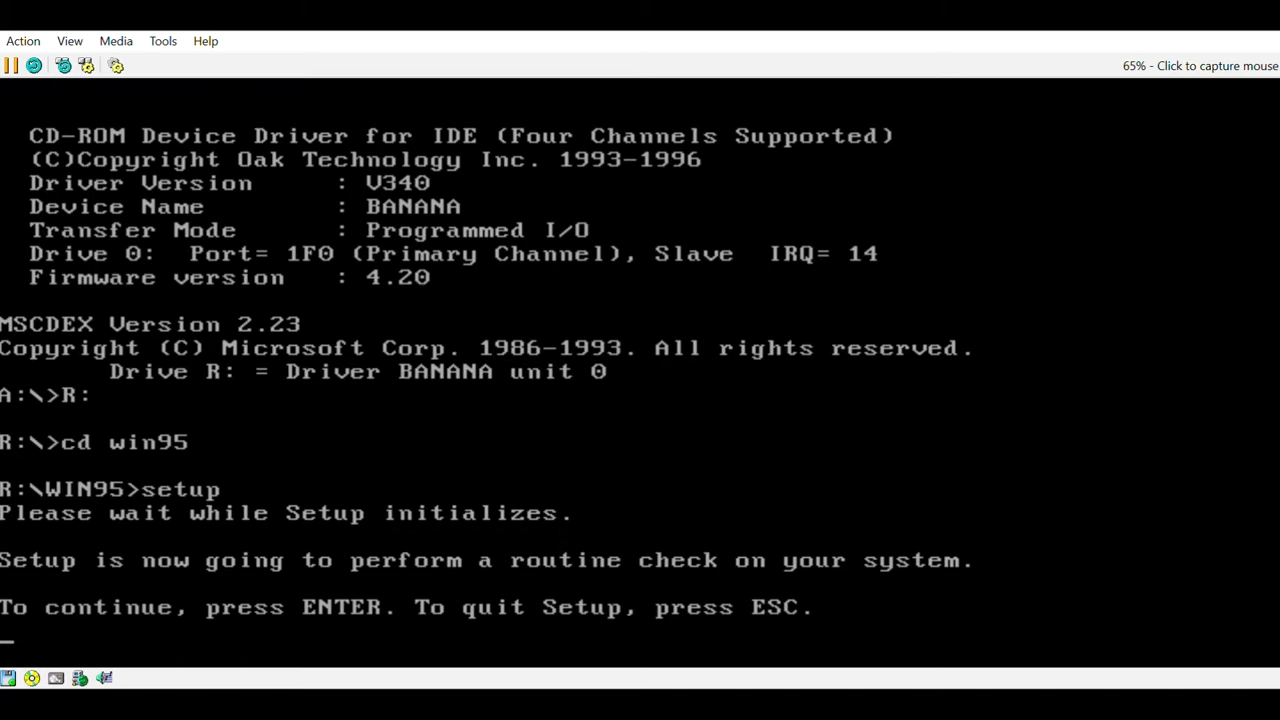 Action View Media Tools Help
65% - Click to capture mouse
CD-ROM Device Driver for IDE (Four Channels Supported)
(C)Copyright Oak Technology Inc. 1993-1996
Driver Version : V340
Device Name : BANANA
Transfer Mode : Programmed I/O
Drive 0: Port= 1F0 (Primary Channel), Slave IRQ= 14
Firmware version : 4.20
MSCDEX Version 2.23
Copyright (C) Microsoft Corp. 1986-1993. All rights reserved.
Drive R: = Driver BANANA unit 0
A:\>R:
R:\>cd win95
R:\WIN95>setup
Please wait while Setup initializes.
Setup is now going to perform a routine check on your system.
To continue, press ENTER. To quit Setup, press ESC.
_